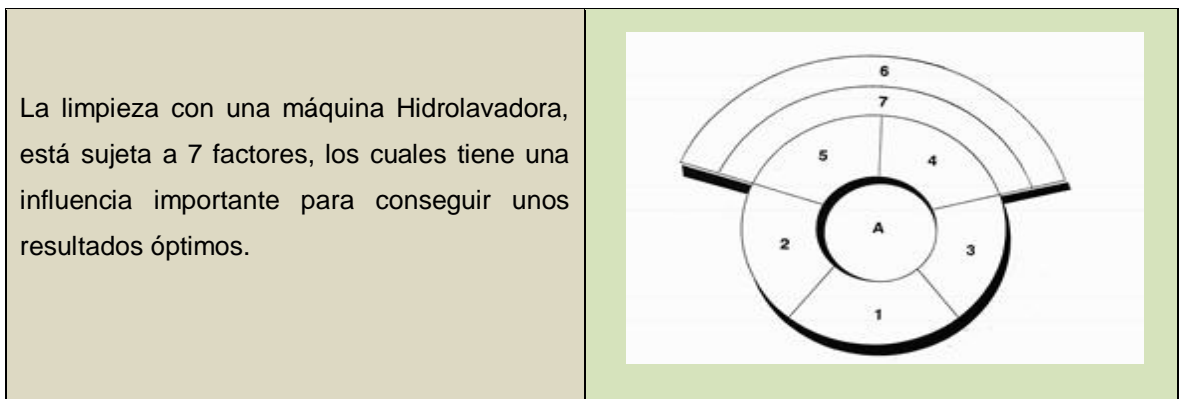 La limpieza con una máquina Hidrolavadora,
está sujeta a 7 factores, los cuales tiene una
influencia importante para conseguir unos
resultados óptimos.
6
7
5
4
A
2
3
1